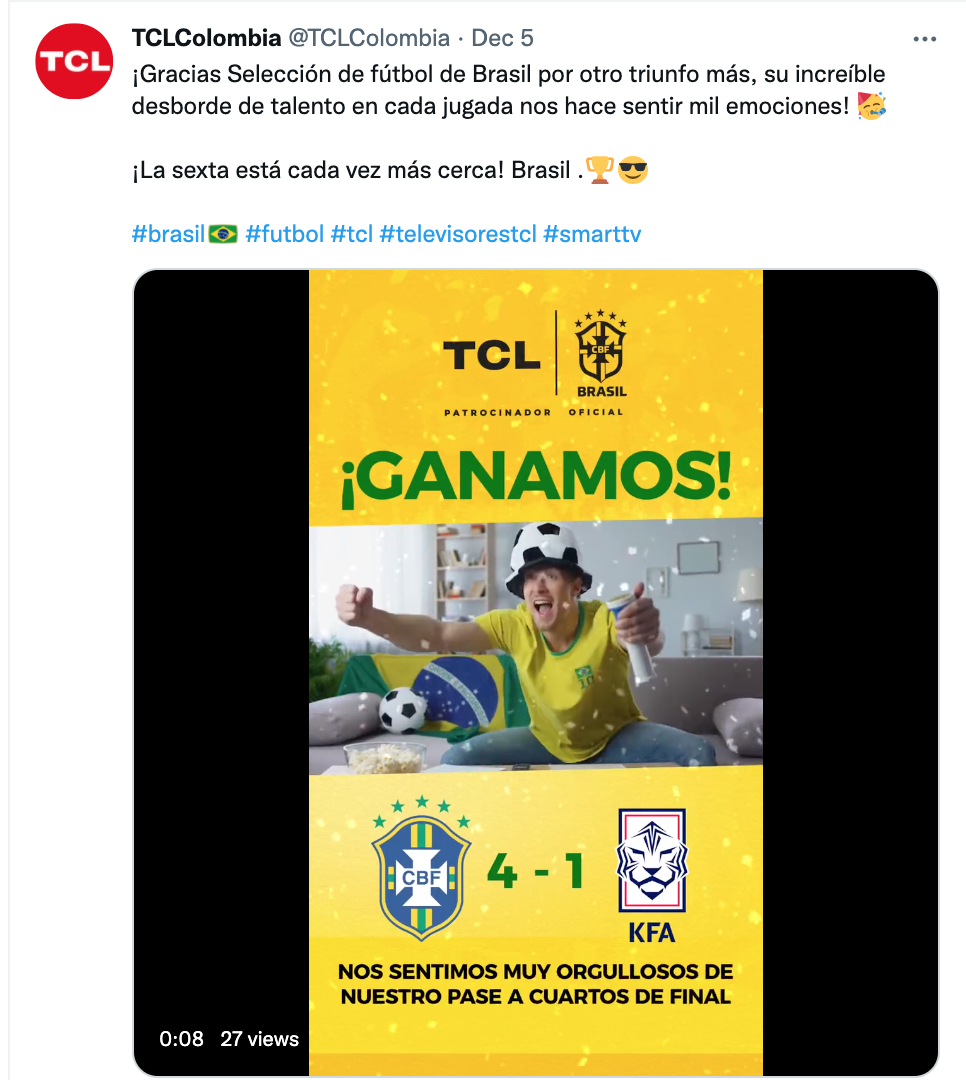 TCL
TCLColombia @TCLColombia · Dec 5
¡Gracias Selección de fútbol de Brasil por otro triunfo más, su increíble
desborde de talento en cada jugada nos hace sentir mil emociones! 🥳
¡La sexta está cada vez más cerca! Brasil .🏆😎
#brasil🇧🇷 #futbol #tcl #televisorestcl #smarttv
TCL
CBF
BRASIL
PATROCINADOR OFICIAL
¡GANAMOS!
10
CBF
4 - 1
KFA
NOS SENTIMOS MUY ORGULLOSOS DE
NUESTRO PASE A CUARTOS DE FINAL
0:08 27 views